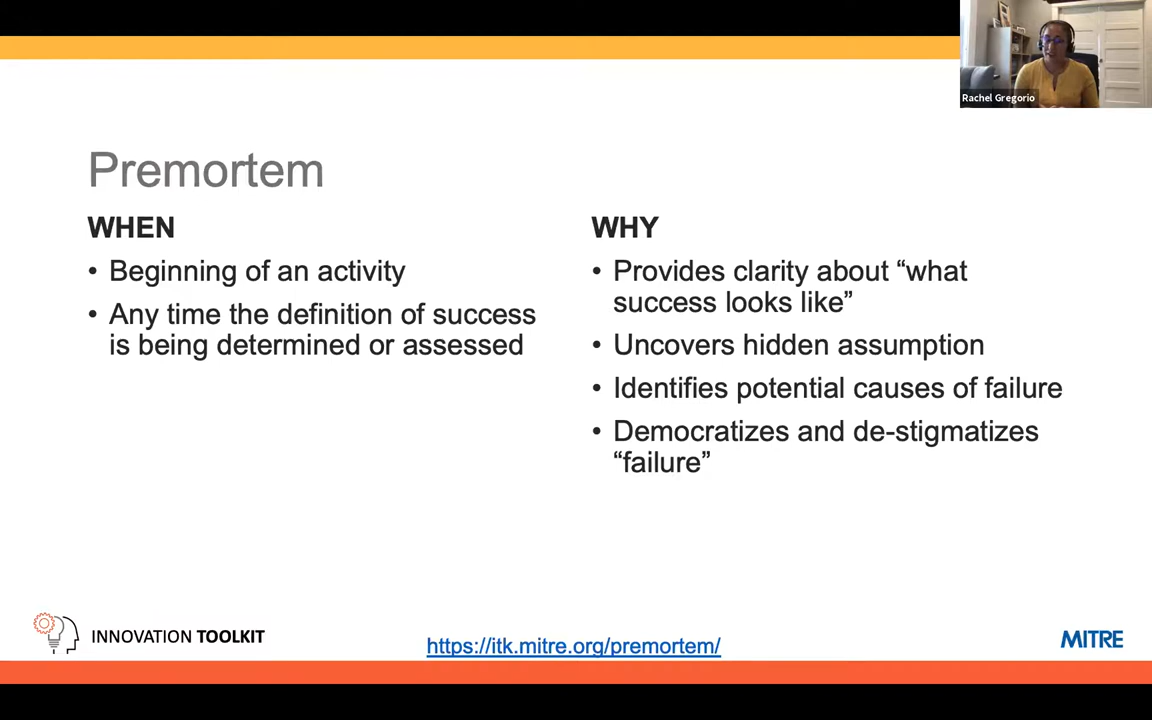 Rachel Gregorio
Premortem
WHEN
• Beginning of an activity
• Any time the definition of success
is being determined or assessed
WHY
• Provides clarity about “what
success looks like”
• Uncovers hidden assumption
• Identifies potential causes of failure
• Democratizes and de-stigmatizes
“failure”
INNOVATION TOOLKIT
https://itk.mitre.org/premortem/
MITRE